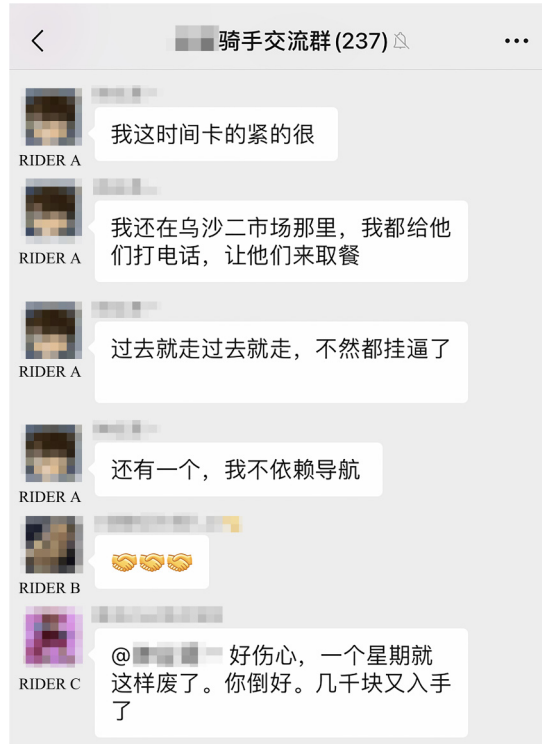 骑手交流群(237)
我这时间卡的紧的很
RIDER A
我还在乌沙二市场那里，我都给他
们打电话，让他们来取餐
RIDER A
过去就走过去就走，不然都挂逼了
RIDER A
还有一个，我不依赖导航
RIDER A
RIDER B
@ 好伤心，一个星期就
这样废了。你倒好。几千块又入手
了
RIDER C